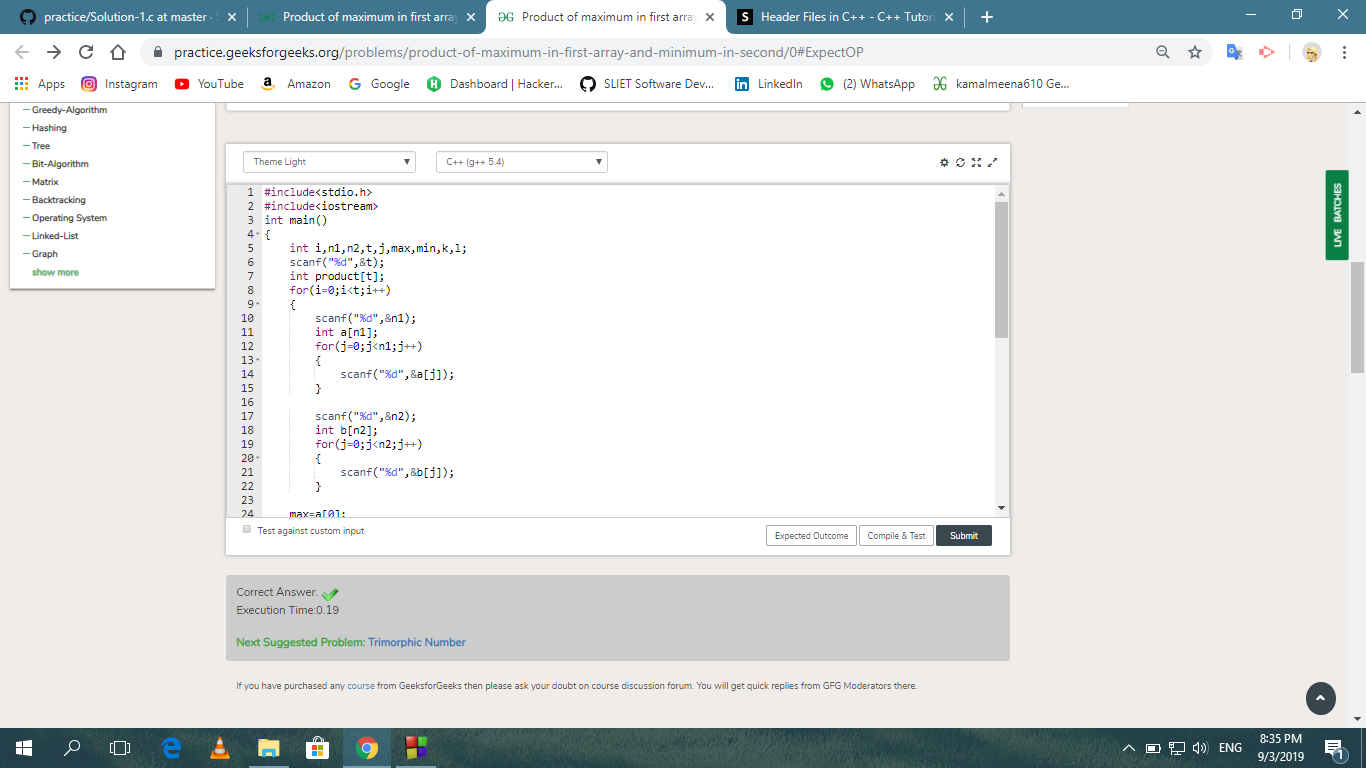 practice/Solution-1.c at master ·
Product of maximum in first array
Product of maximum in first array
Header Files in C++ - C++ Tutori
practice.geeksforgeeks.org/problems/product-of-maximum-in-first-array-and-minimum-in-second/0#ExpectOP
Apps Instagram YouTube Amazon Google Dashboard | Hacker... SLIET Software Dev... LinkedIn (2) WhatsApp kamalmeena610 Ge...
Greedy-Algorithm
Hashing
Tree
Bit-Algorithm
Matrix
Backtracking
Operating System
Linked-List
Graph
show more
Theme Light C++ (g++ 5.4)
1 #include<stdio.h>
2 #include<iostream>
3 int main()
4 {
5 int i,n1,n2,t,j,max,min,k,l;
6 scanf("%d",&t);
7 int product[t];
8 for(i=0;i<t;i++)
9 {
10 scanf("%d",&n1);
11 int a[n1];
12 for(j=0;j<n1;j++)
13 {
14 scanf("%d",&a[j]);
15 }
16
17 scanf("%d",&n2);
18 int b[n2];
19 for(j=0;j<n2;j++)
20 {
21 scanf("%d",&b[j]);
22 }
23
24 max=a[0];
Test against custom input
Expected Outcome Compile & Test Submit
Correct Answer.
Execution Time:0.19
Next Suggested Problem: Trimorphic Number
If you have purchased any course from GeeksforGeeks then please ask your doubt on course discussion forum. You will get quick replies from GFG Moderators there.
LIVE BATCHES
ENG
8:35 PM
9/3/2019
1